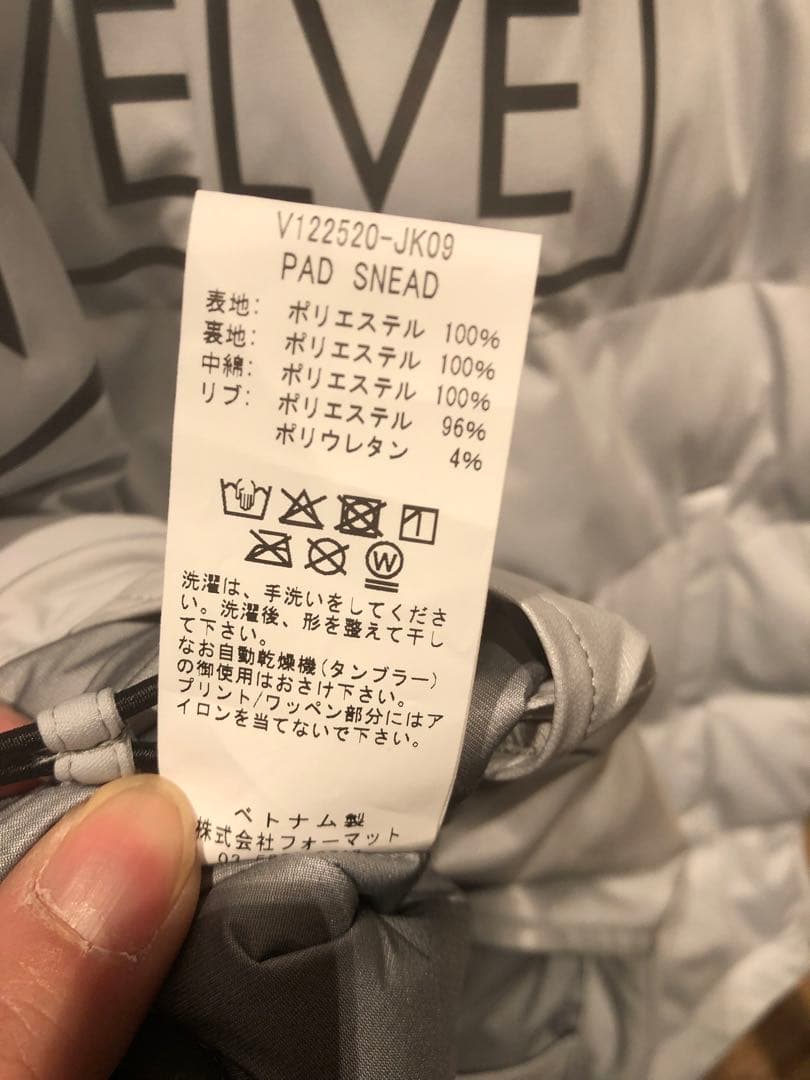 VELVE
V122520-JK09
PAD SNEAD
表地: ポリエステル 100%
裏地: ポリエステル 100%
中綿: ポリエステル 100%
リブ: ポリエステル 96%
ポリウレタン 4%
W
洗濯は、手洗いをしてくださ
い。洗濯後、形を整えて干し
て下さい。
なお自動乾燥機(タンブラー)
の御使用はおさけ下さい。
プリント/ワッペン部分にはア
イロンを当てないで下さい。
ベトナム製
株式会社フォーマット